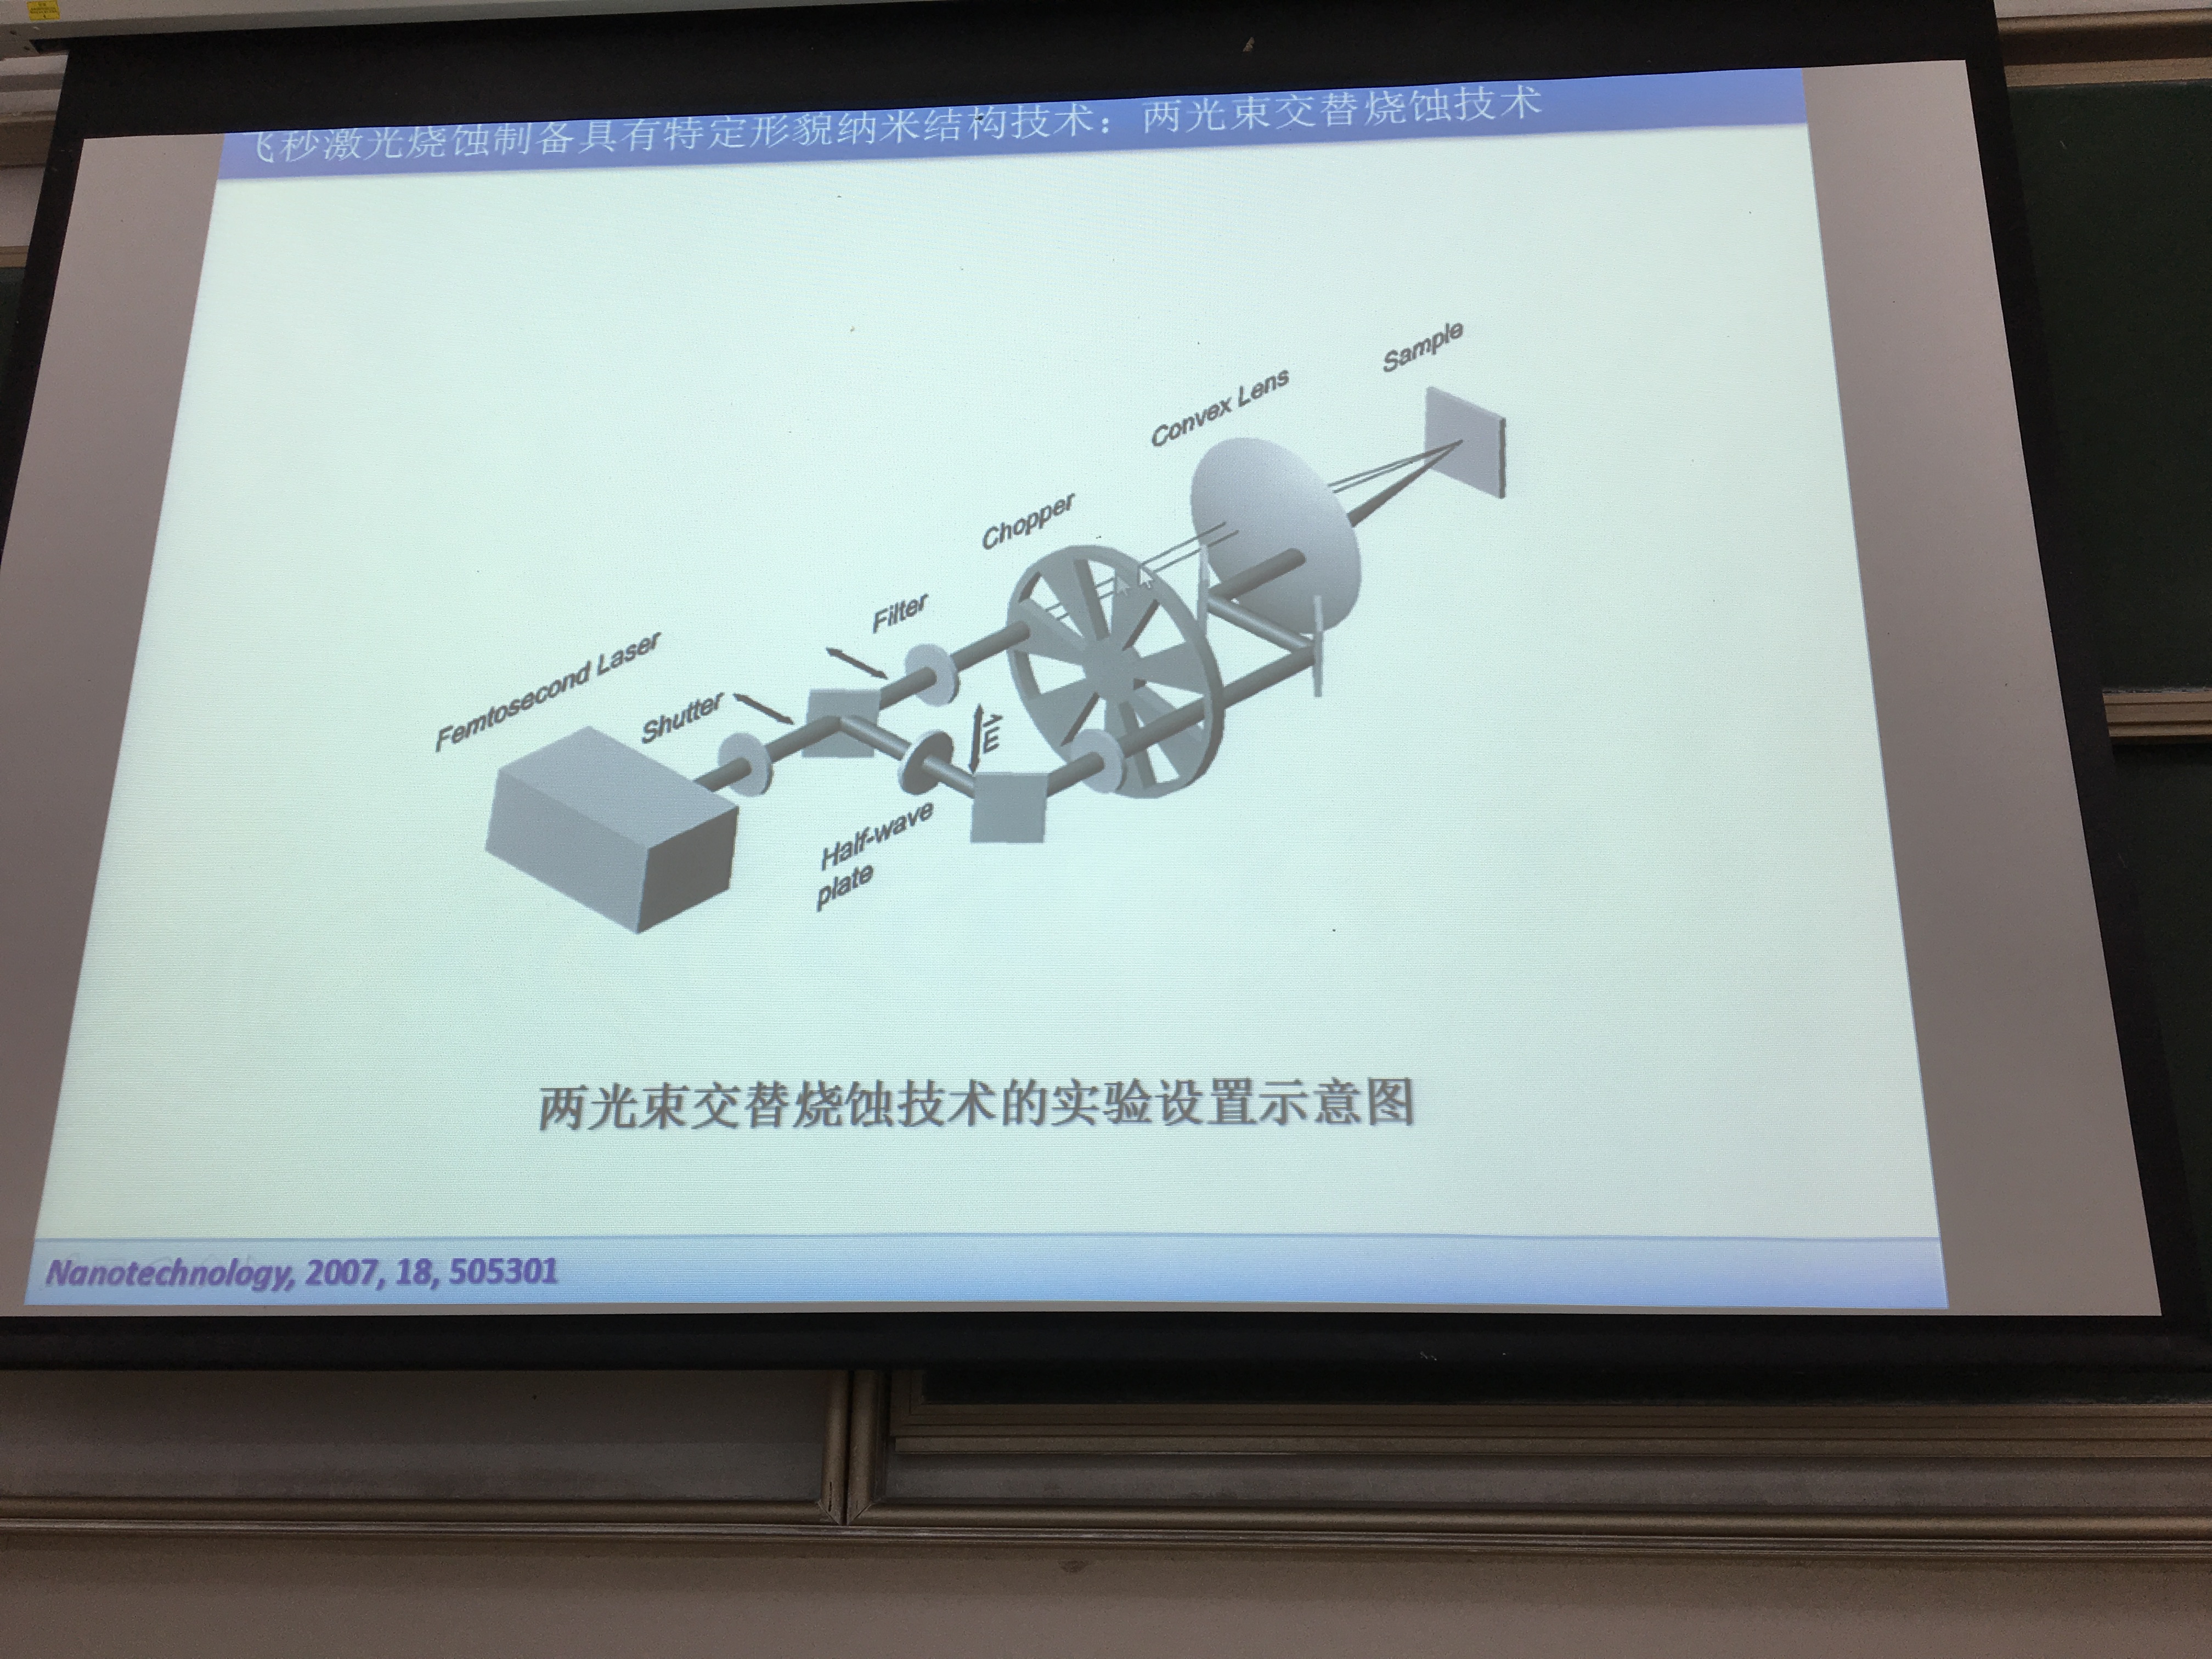 飞秒激光烧蚀制备具有特定形貌纳米结构技术：两光束交替烧蚀技术
Sample
Convex Lens
Chopper
Filter
Femtosecond Laser
Shutter
E
Half-wave
plate
两光束交替烧蚀技术的实验设置示意图
Nanotechnology, 2007, 18, 505301